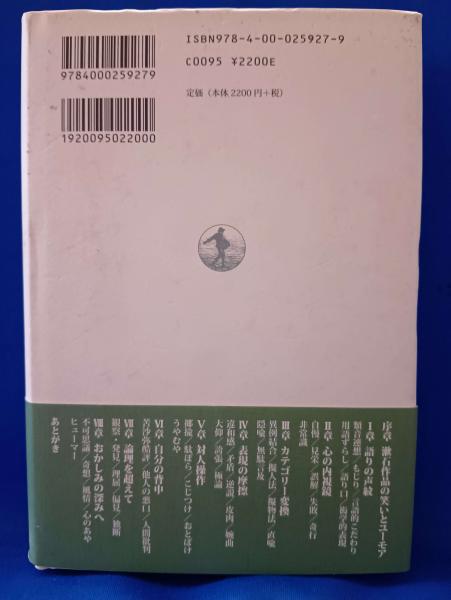 ISBN978-4-00-025927-9
C0095 ¥2200E
定価（本体2200円+税）
9784000259279
1920095022000
序章 漱石作品の笑いとユーモア
Ⅰ章 語りの声紋
類音連想／もじり／言語的こだわり
用語ずらし／語り口／衒学的表現
Ⅱ章 心の内視鏡
自慢／見栄／誤解／失敗／奇行
非常識
Ⅲ章 カテゴリー変換
異例結合／擬人法／擬物法／直喩
隠喩／無駄言及
Ⅳ章 表現の摩擦
違和感／矛盾／逆説／皮肉／婉曲
大仰／誇張／極論
Ⅴ章 対人操作
揶揄／駄ぼら／こじつけ／おとぼけ
うやむや
Ⅵ章 自分の背中
苦沙弥酷評／他人の悪口／人間批判
Ⅶ章 論理を超えて
観察・発見／理屈／偏見／独断
Ⅷ章 おかしみの深みへ
不可思議／奇想／風情／心のあや
ヒューマー
あとがき